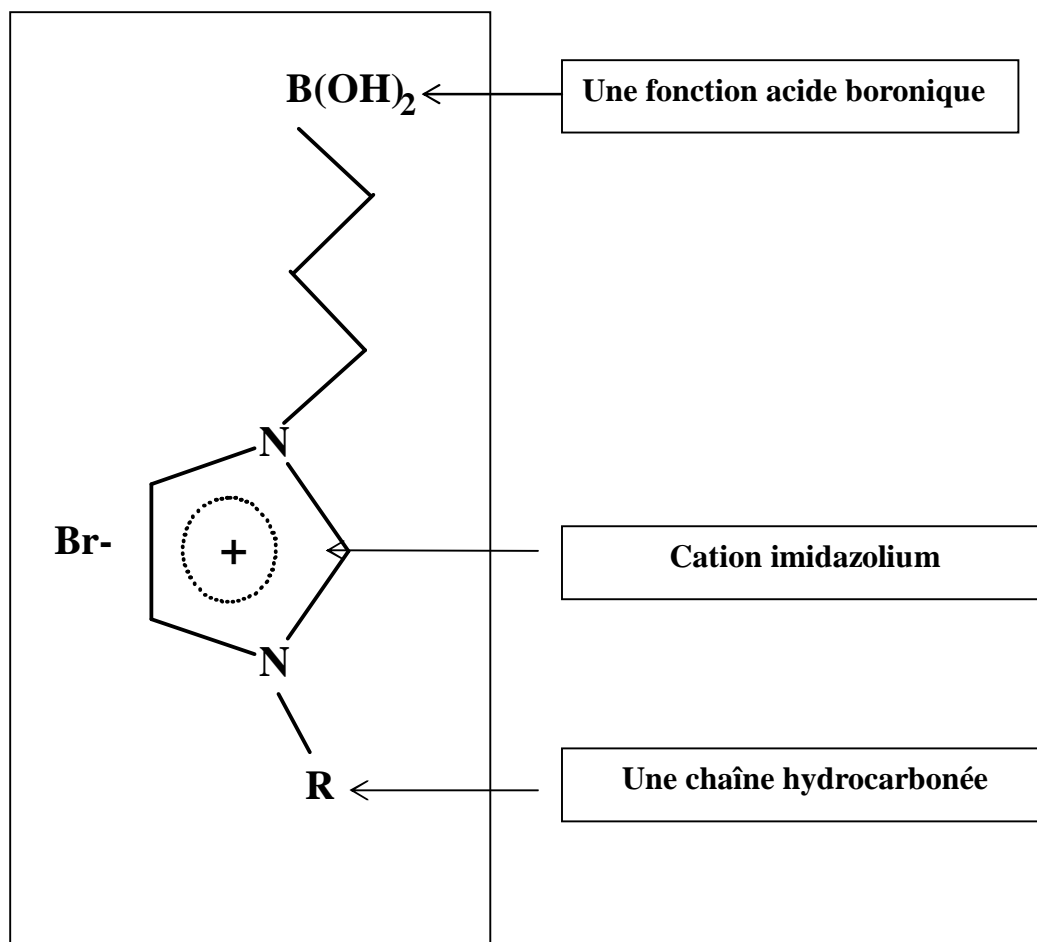 B(OH)2
Une fonction acide boronique
N
Br-
+
Cation imidazolium
N
R
Une chaîne hydrocarbonée